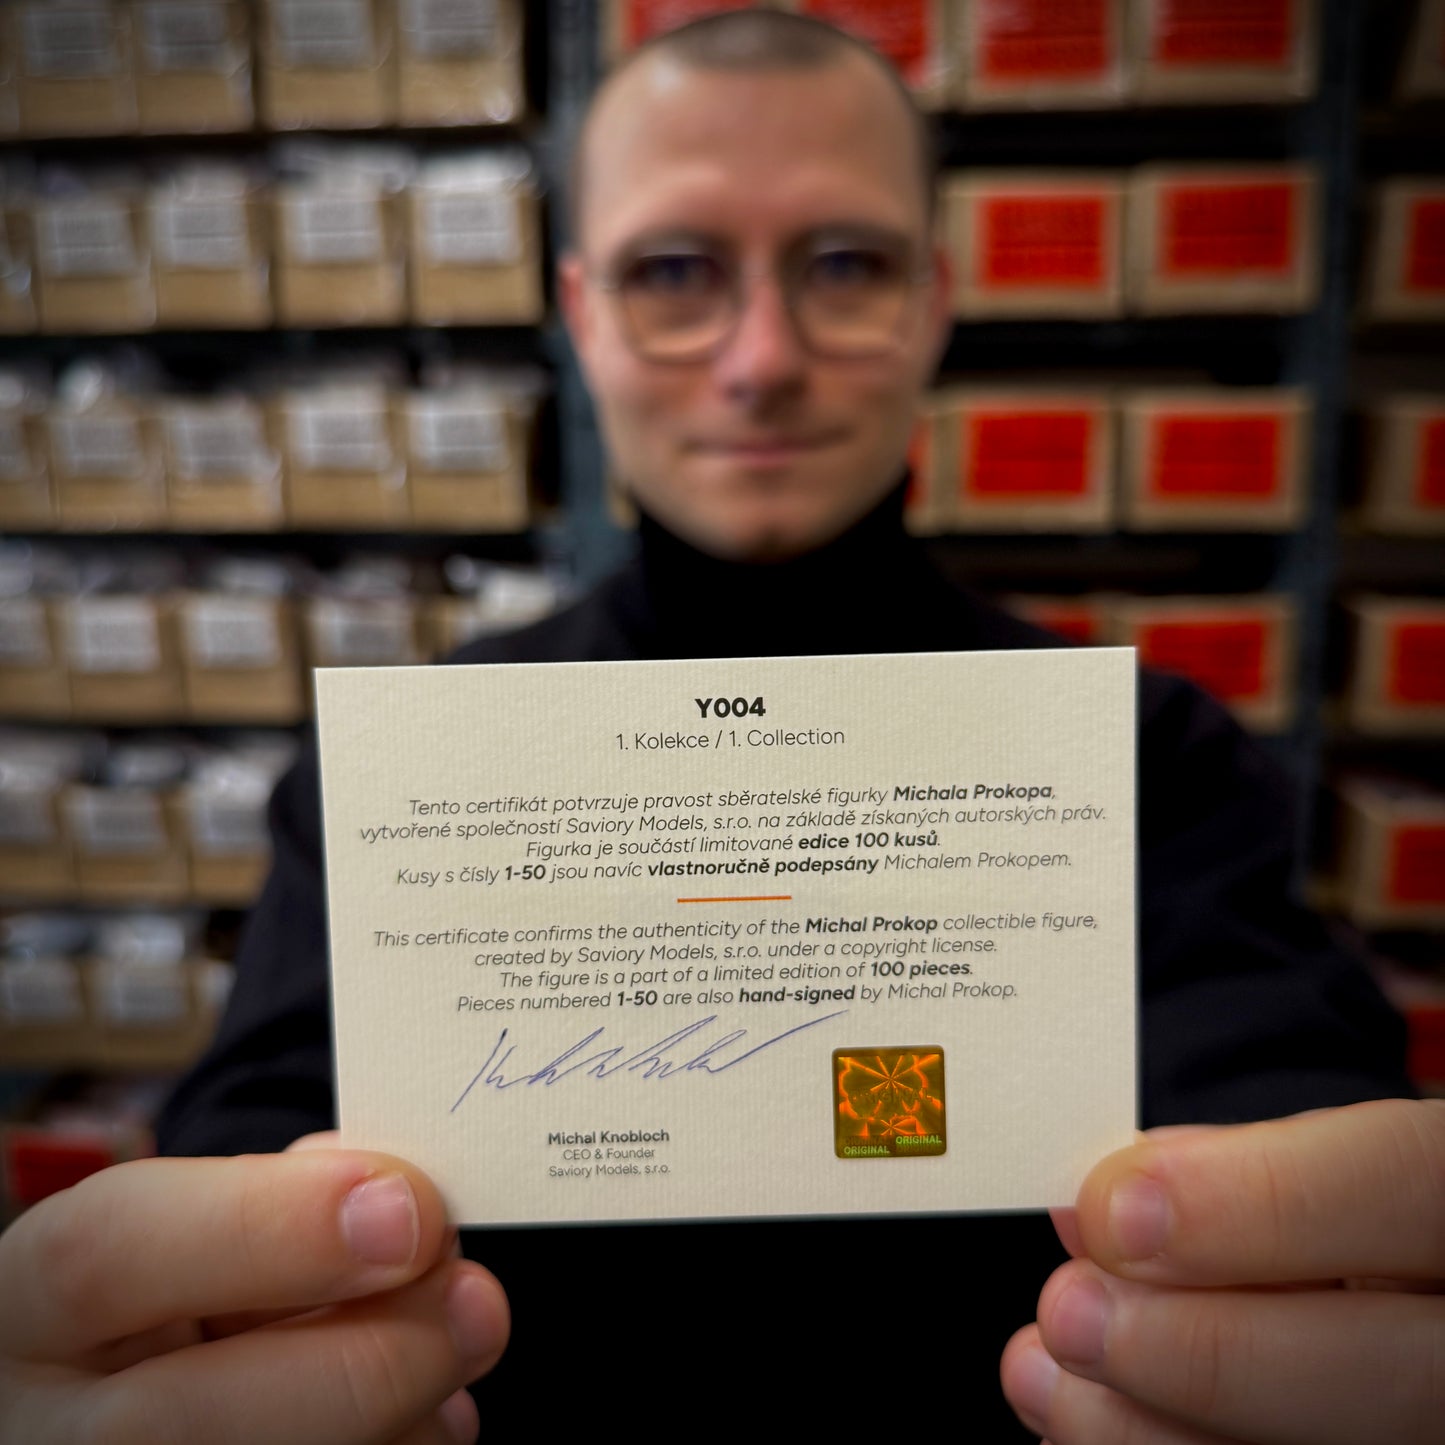 Y004
1. Kolekce / 1. Collection
Tento certifikát potvrzuje pravost sběratelské figurky Michala Prokopa,
vytvořené společností Saviory Models, s.r.o. na základě získaných autorských práv.
Figurka je součástí limitované edice 100 kusů.
Kusy s čísly 1-50 jsou navíc vlastnoručně podepsány Michalem Prokopem.
This certificate confirms the authenticity of the Michal Prokop collectible figure,
created by Saviory Models, s.r.o. under a copyright license.
The figure is a part of a limited edition of 100 pieces.
Pieces numbered 1-50 are also hand-signed by Michal Prokop.
Michal Knobloch
CEO & Founder
Saviory Models, s.r.o.
ORIGINAL
ORIGINAL